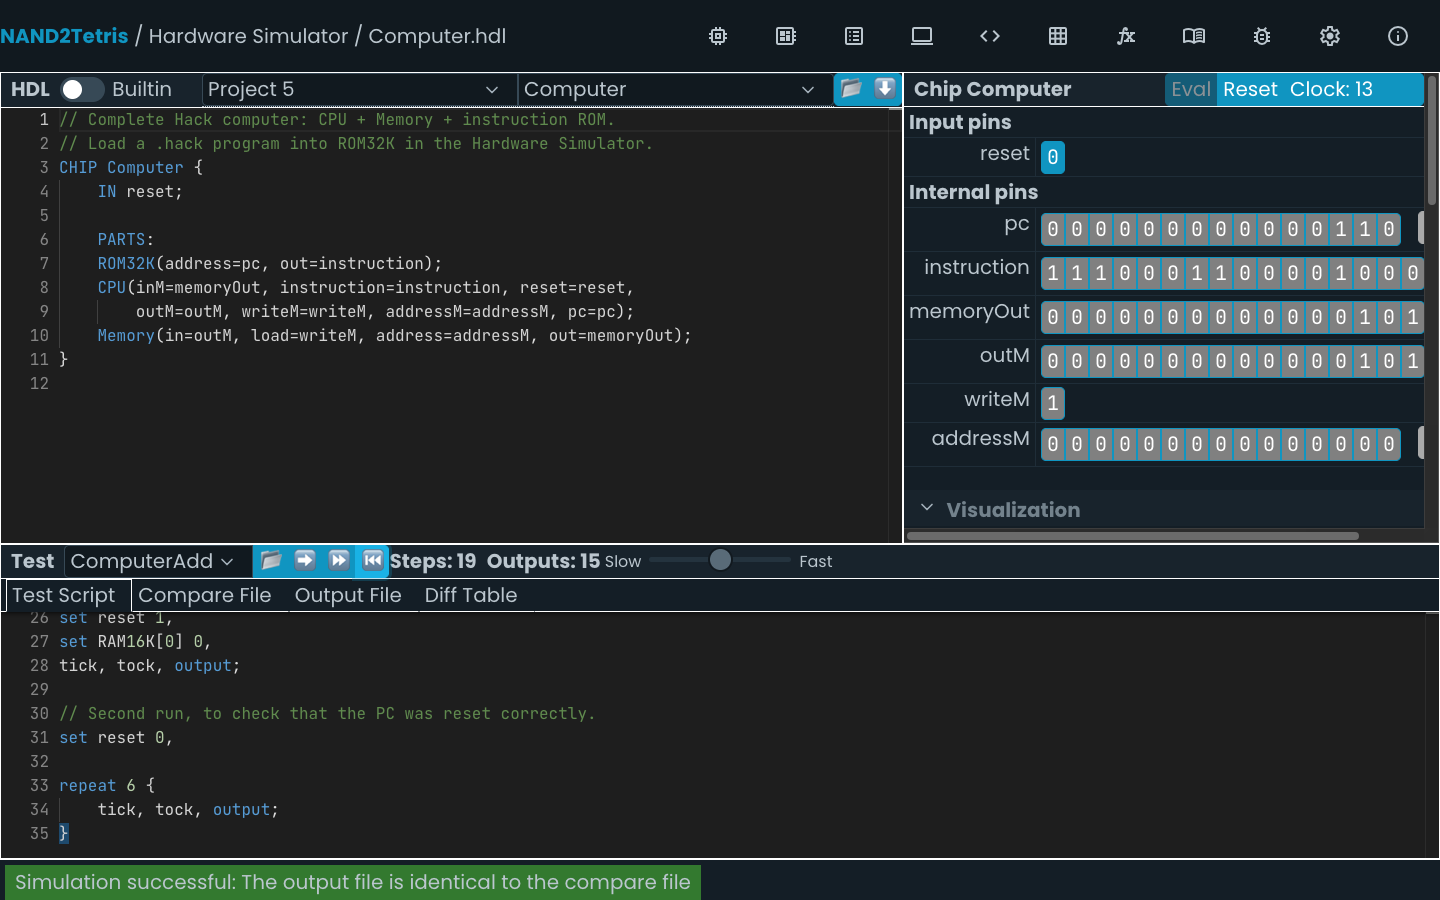 NAND2Tetris / Hardware Simulator / Computer.hdl
HDL Builtin Project 5 Computer
1 // Complete Hack computer: CPU + Memory + instruction ROM.
2 // Load a .hack program into ROM32K in the Hardware Simulator.
3 CHIP Computer {
4 IN reset;
5
6 PARTS:
7 ROM32K(address=pc, out=instruction);
8 CPU(inM=memoryOut, instruction=instruction, reset=reset,
9 outM=outM, writeM=writeM, addressM=addressM, pc=pc);
10 Memory(in=outM, load=writeM, address=addressM, out=memoryOut);
11 }
12
Chip Computer Eval Reset Clock: 13
Input pins
reset 0
Internal pins
pc 0 0 0 0 0 0 0 0 0 0 0 0 1 1 0
instruction 1 1 1 0 0 0 1 1 0 0 0 0 1 0 0 0
memoryOut 0 0 0 0 0 0 0 0 0 0 0 0 0 1 0 1
outM 0 0 0 0 0 0 0 0 0 0 0 0 0 1 0 1
writeM 1
addressM 0 0 0 0 0 0 0 0 0 0 0 0 0 0 0
Visualization
Test ComputerAdd Steps: 19 Outputs: 15 Slow Fast
Test Script Compare File Output File Diff Table
26 set reset 1,
27 set RAM16K[0] 0,
28 tick, tock, output;
29
30 // Second run, to check that the PC was reset correctly.
31 set reset 0,
32
33 repeat 6 {
34 tick, tock, output;
35 }
Simulation successful: The output file is identical to the compare file